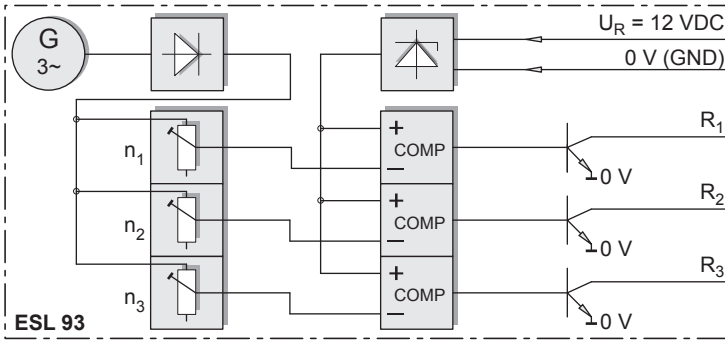 G
3~
U_R = 12 VDC
0 V (GND)
n_1
+
COMP
–
R_1
0 V
n_2
+
COMP
–
R_2
0 V
n_3
+
COMP
–
R_3
0 V
ESL 93